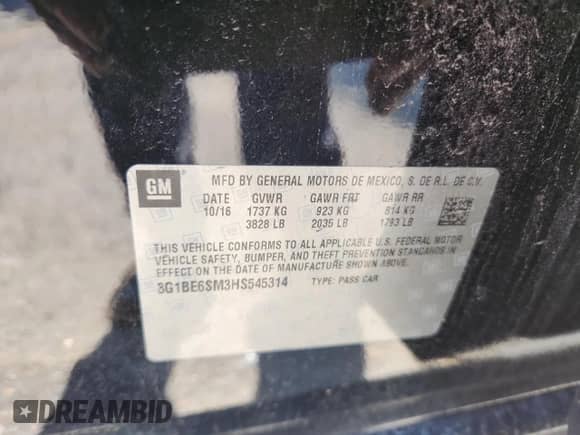 GM
MFD BY GENERAL MOTORS DE MEXICO, S. DE R.L. DE C.V.
DATE GVWR GAWR FRT GAWR RR
10/16 1737 KG 923 KG 814 KG
3828 LB 2035 LB 1793 LB
THIS VEHICLE CONFORMS TO ALL APPLICABLE U.S. FEDERAL MOTOR
VEHICLE SAFETY, BUMPER, AND THEFT PREVENTION STANDARDS IN
EFFECT ON THE DATE OF MANUFACTURE SHOWN ABOVE.
3G1BE6SM3HS545314 TYPE: PASS CAR
DREAMBID